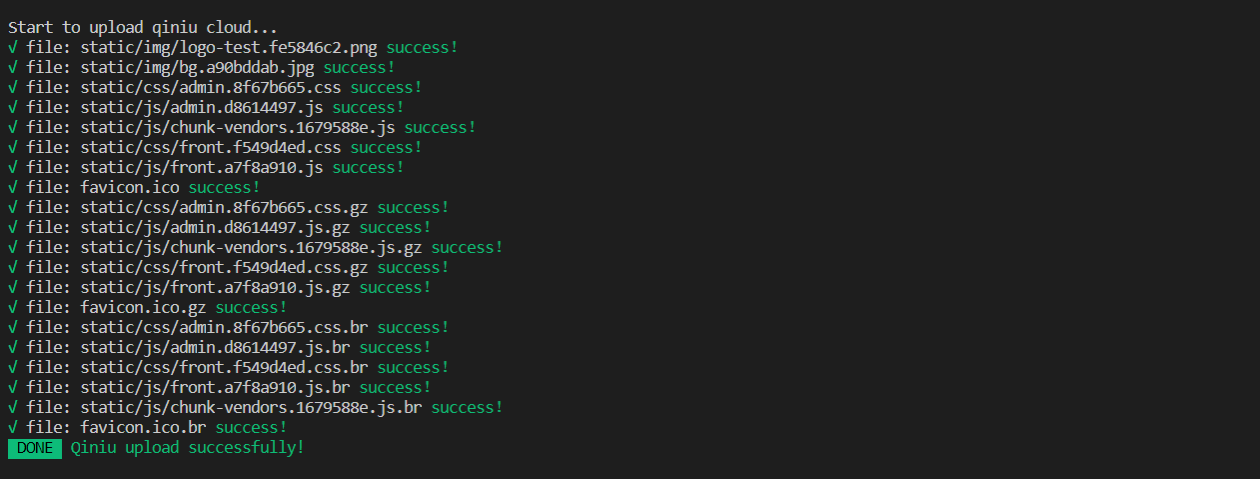 Start to upload qiniu cloud...
√ file: static/img/logo-test.fe5846c2.png success!
√ file: static/img/bg.a90bddab.jpg success!
√ file: static/css/admin.8f67b665.css success!
√ file: static/js/admin.d8614497.js success!
√ file: static/js/chunk-vendors.1679588e.js success!
√ file: static/css/front.f549d4ed.css success!
√ file: static/js/front.a7f8a910.js success!
√ file: favicon.ico success!
√ file: static/css/admin.8f67b665.css.gz success!
√ file: static/js/admin.d8614497.js.gz success!
√ file: static/js/chunk-vendors.1679588e.js.gz success!
√ file: static/css/front.f549d4ed.css.gz success!
√ file: static/js/front.a7f8a910.js.gz success!
√ file: favicon.ico.gz success!
√ file: static/css/admin.8f67b665.css.br success!
√ file: static/js/admin.d8614497.js.br success!
√ file: static/css/front.f549d4ed.css.br success!
√ file: static/js/front.a7f8a910.js.br success!
√ file: static/js/chunk-vendors.1679588e.js.br success!
√ file: favicon.ico.br success!
DONE Qiniu upload successfully!